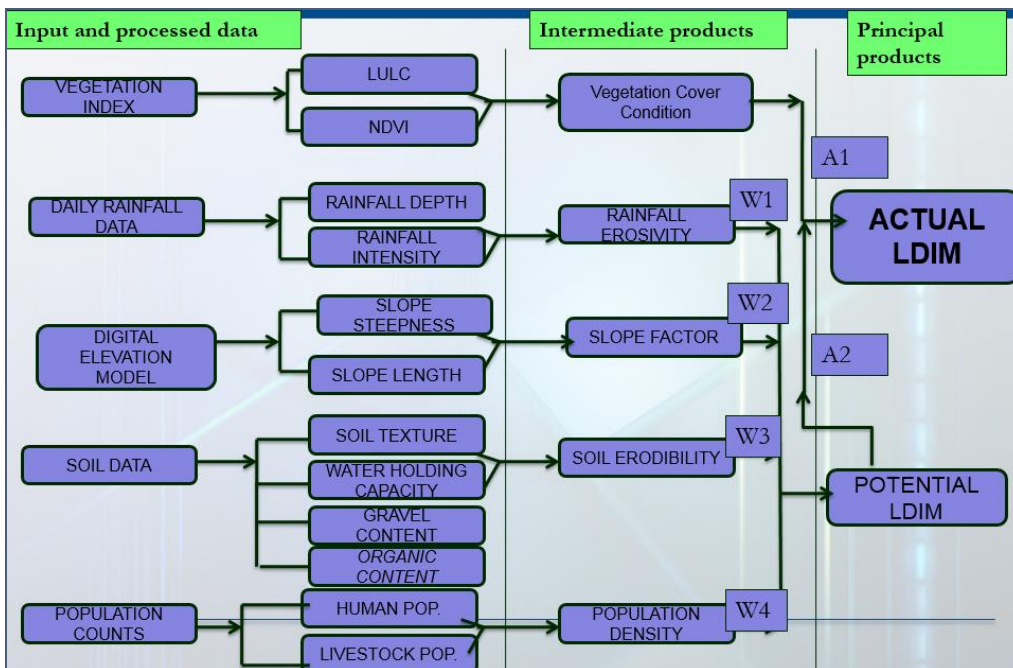 Input and processed data
Intermediate products
Principal
products
VEGETATION
INDEX
LULC
NDVI
Vegetation Cover
Condition
A1
DAILY RAINFALL
DATA
RAINFALL DEPTH
RAINFALL
INTENSITY
RAINFALL
EROSIVITY
W1
ACTUAL
LDIM
DIGITAL
ELEVATION
MODEL
SLOPE
STEEPNESS
SLOPE LENGTH
SLOPE FACTOR
W2
A2
SOIL DATA
SOIL TEXTURE
WATER HOLDING
CAPACITY
GRAVEL
CONTENT
ORGANIC
CONTENT
SOIL ERODIBILITY
W3
POTENTIAL
LDIM
POPULATION
COUNTS
HUMAN POP.
LIVESTOCK POP.
POPULATION
DENSITY
W4